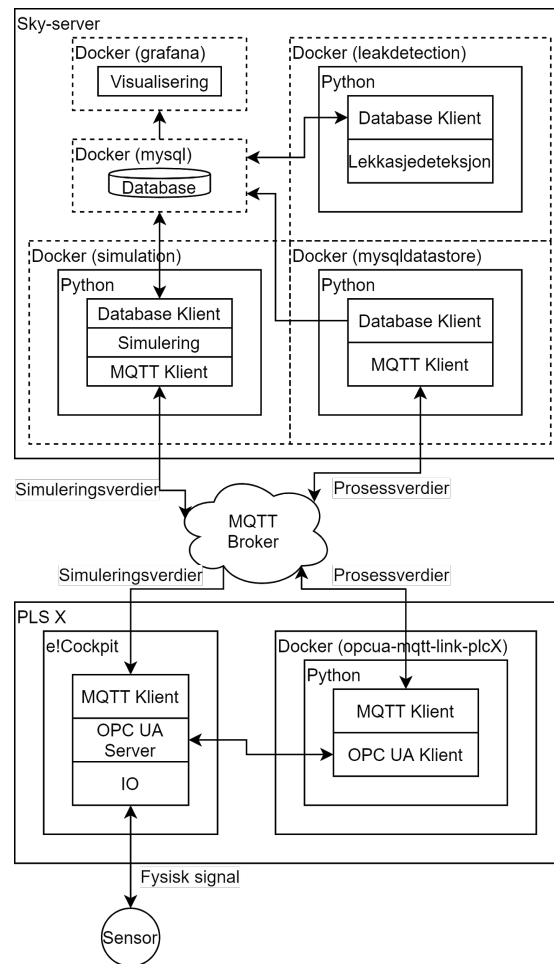 Sky-server
Docker (grafana)
Visualisering
Docker (leakdetection)
Python
Database Klient
Lekkasjedeteksjon
Docker (mysql)
Database
Docker (simulation)
Python
Database Klient
Simulering
MQTT Klient
Docker (mysqldatastore)
Python
Database Klient
MQTT Klient
Simuleringsverdier
Prosessverdier
MQTT
Broker
Simuleringsverdier
Prosessverdier
PLS X
e!Cockpit
MQTT Klient
OPC UA
Server
IO
Docker (opcua-mqtt-link-plcX)
Python
MQTT Klient
OPC UA Klient
Fysisk signal
Sensor